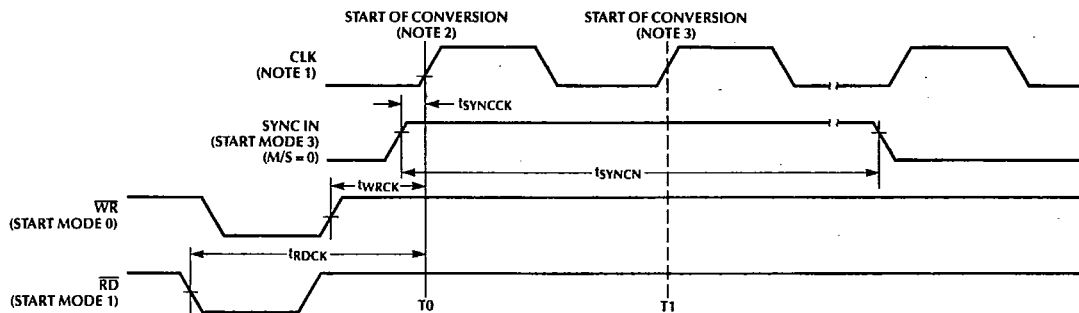 START OF CONVERSION
(NOTE 2)
START OF CONVERSION
(NOTE 3)
CLK
(NOTE 1)
tSYNCCK
SYNC IN
(START MODE 3)
(M/S = 0)
tSYNCN
tWRCK
WR
(START MODE 0)
tRDCK
RD
(START MODE 1)
T0
T1